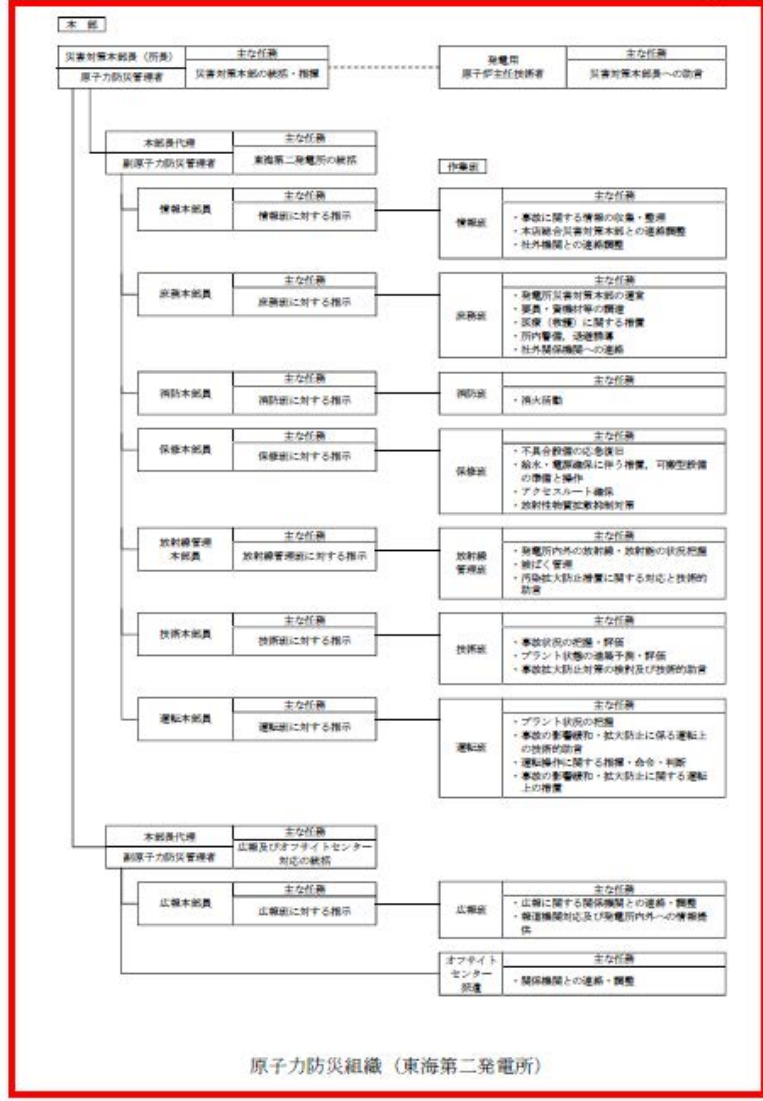 本部
災害対策本部長（所長）
原子力防災管理者
主な任務
災害対策本部の統括・指揮
発電用
原子炉主任技術者
主な任務
災害対策本部長への助言
本部長代理
副原子力防災管理者
主な任務
東海第二発電所の統括
作業班
情報本部員
主な任務
情報班に対する指示
情報班
主な任務
・事故に関する情報の収集・整理
・本店総合災害対策本部との連絡調整
・社外機関との連絡調整
庶務本部員
主な任務
庶務班に対する指示
庶務班
主な任務
・発電所災害対策本部の運営
・要員・資機材等の調達
・医療（救護）に関する措置
・所内警備，退避誘導
・社外関係機関への連絡
消防本部員
主な任務
消防班に対する指示
消防班
主な任務
・消火活動
保修本部員
主な任務
保修班に対する指示
保修班
主な任務
・不具合設備の応急復旧
・給水・電源確保に伴う措置，可搬型設備
の準備と操作
・アクセスルート確保
・放射性物質拡散抑制対策
放射線管理
本部員
主な任務
放射線管理班に対する指示
放射線
管理班
主な任務
・発電所内外の放射線・放射能の状況把握
・被ばく管理
・汚染拡大防止措置に関する対応と技術的
助言
技術本部員
主な任務
技術班に対する指示
技術班
主な任務
・事故状況の把握・評価
・プラント状態の進展予測・評価
・事故拡大防止対策の検討及び技術的助言
運転本部員
主な任務
運転班に対する指示
運転班
主な任務
・プラント状況の把握
・事故の影響緩和・拡大防止に係る運転上
の技術的助言
・運転操作に関する指揮・命令・判断
・事故の影響緩和・拡大防止に関する運転
上の措置
本部長代理
副原子力防災管理者
主な任務
広報及びオフサイトセンター
対応の統括
広報本部員
主な任務
広報班に対する指示
広報班
主な任務
・広報に関する関係機関との連絡・調整
・報道機関対応及び発電所内外への情報提
供
オフサイト
センター
派遣
主な任務
・関係機関との連絡・調整
原子力防災組織（東海第二発電所）